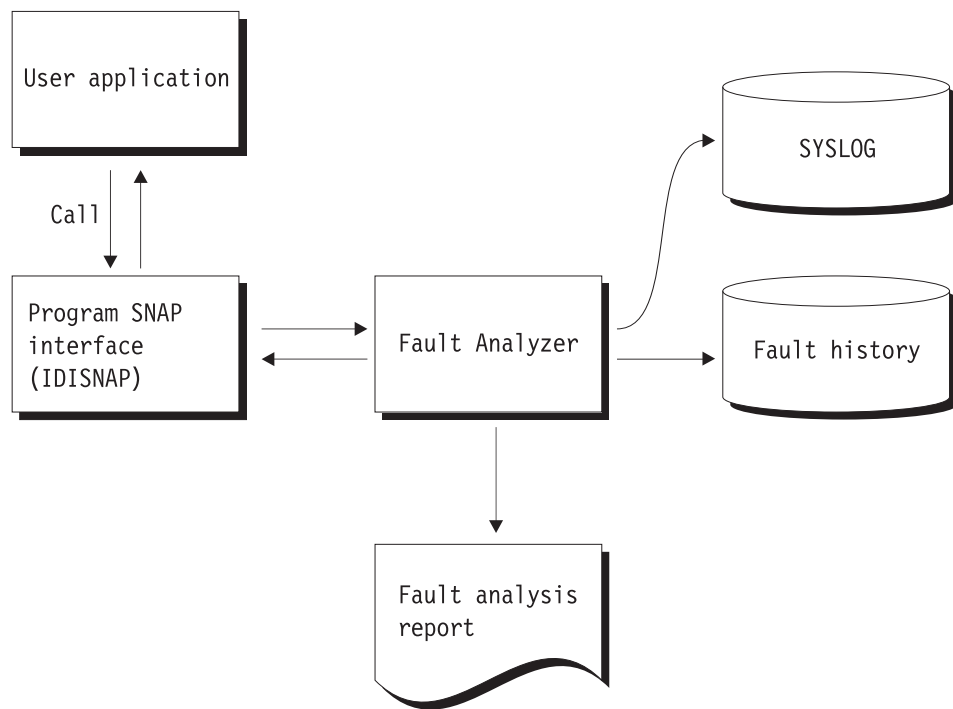 User application
SYSLOG
Call
Program SNAP
interface
(IDISNAP)
Fault Analyzer
Fault history
Fault analysis
report